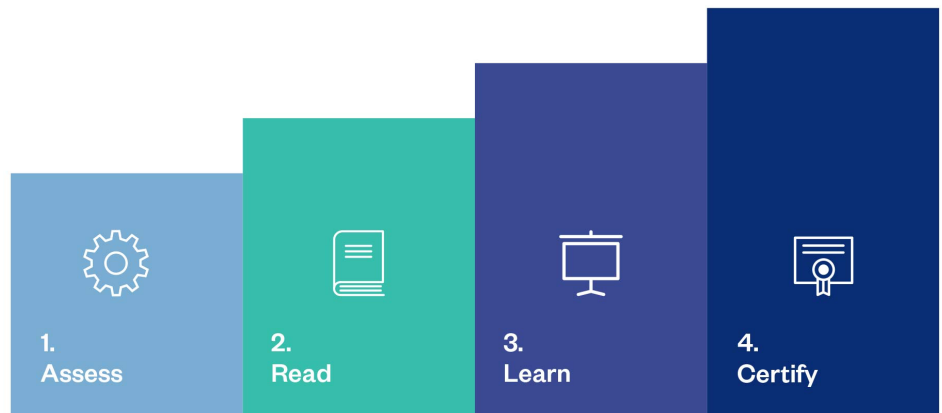 1.
Assess
2.
Read
3.
Learn
4.
Certify